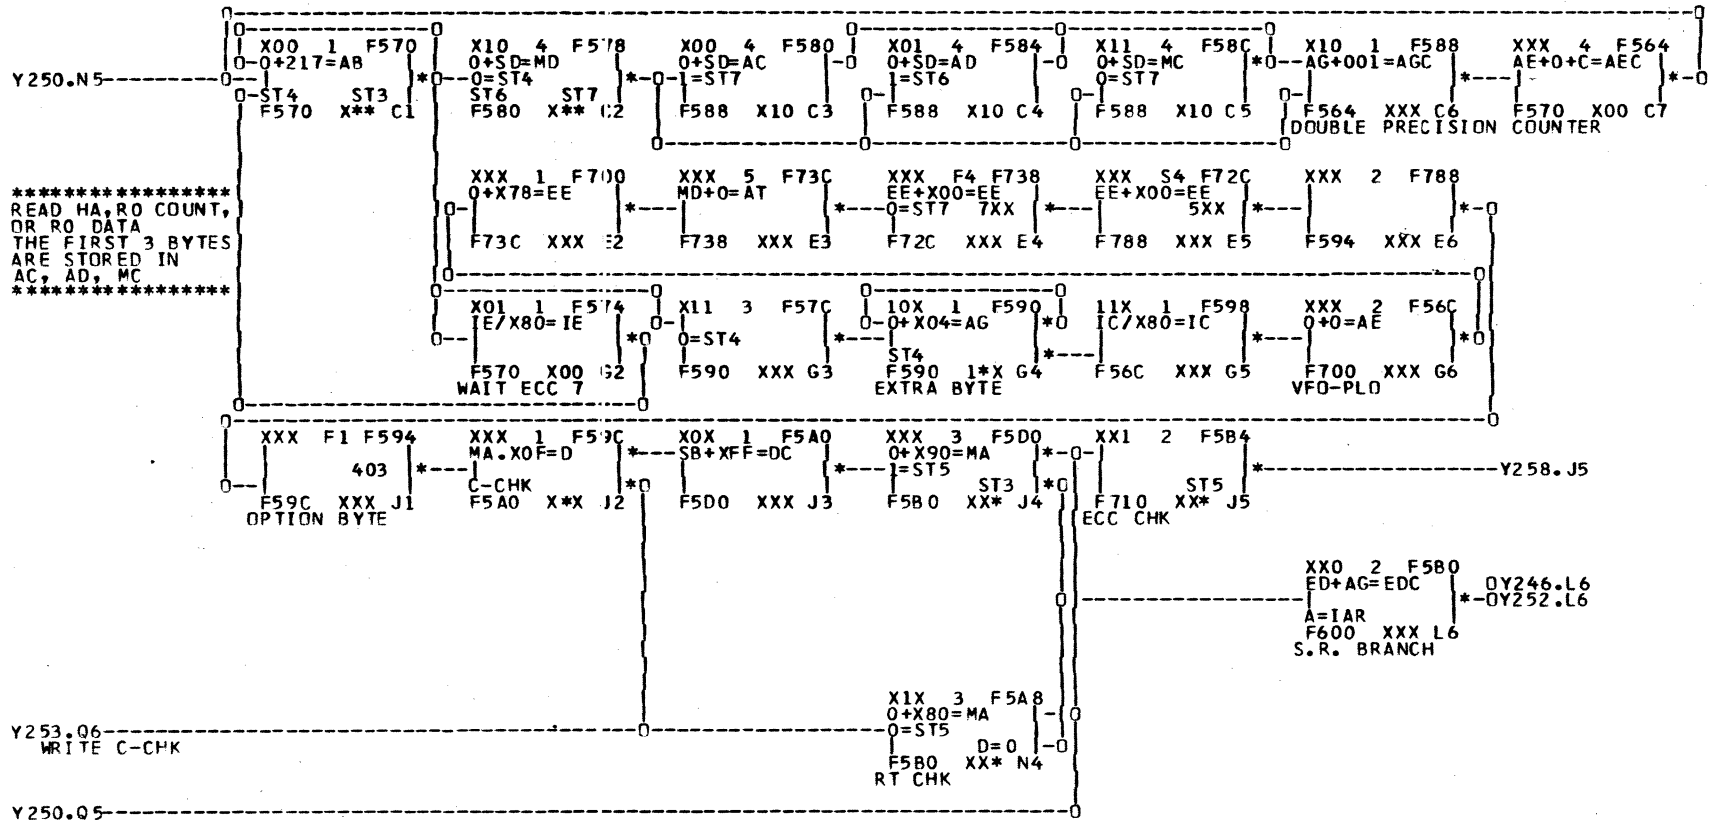 X00 1 F570 X10 4 F578 X00 4 F580 X01 4 F584 X11 4 F58C X10 1 F588 XXX 4 F564
0+217=AB 0+SD=MD 0+SD=AC 0+SD=AD 0+SD=MC AG+001=AGC AE+0+C=AEC
Y250.N5 * 0=ST4 * 1=ST7 1=ST6 0=ST7 * * *
ST4 ST3 ST6 ST7
F570 X** C1 F580 X** C2 F588 X10 C3 F588 X10 C4 F588 X10 C5 F564 XXX C6 F570 X00 C7
DOUBLE PRECISION COUNTER
XXX 1 F700 XXX 5 F73C XXX F4 F738 XXX S4 F72C XXX 2 F788
*****************
0+X78=EE MD+0=AT EE+X00=EE EE+X00=EE
READ HA,R0 COUNT, * * 0=ST7 7XX * 5XX * *
OR R0 DATA
THE FIRST 3 BYTES F73C XXX E2 F738 XXX E3 F72C XXX E4 F788 XXX E5 F594 XXX E6
ARE STORED IN
AC, AD, MC
*****************
X01 1 F574 X11 3 F57C 10X 1 F590 11X 1 F598 XXX 2 F56C
IE/X80=IE 0+X04=AG * IC/X80=IC 0+0=AE
* 0=ST4 * * *
ST4 *
F570 X00 G2 F590 XXX G3 F590 1*X G4 F56C XXX G5 F700 XXX G6
WAIT ECC 7 EXTRA BYTE VFO-PLO
XXX F1 F594 XXX 1 F59C X0X 1 F5A0 XXX 3 F5D0 XX1 2 F5B4
MA.X0F=D * SB+XFF=DC 0+X90=MA *
403 * * 1=ST5 * Y258.J5
C-CHK * ST3 * ST5
F59C XXX J1 F5A0 X*X J2 F5D0 XXX J3 F5B0 XX* J4 F710 XX* J5
OPTION BYTE ECC CHK
XX0 2 F5B0
ED+AG=EDC Y246.L6
* Y252.L6
A=IAR
F600 XXX L6
S.R. BRANCH
X1X 3 F5A8
0+X80=MA
Y253.Q6 0=ST5
WRITE C-CHK D=0
F5B0 XX* N4
RT CHK
Y250.Q5